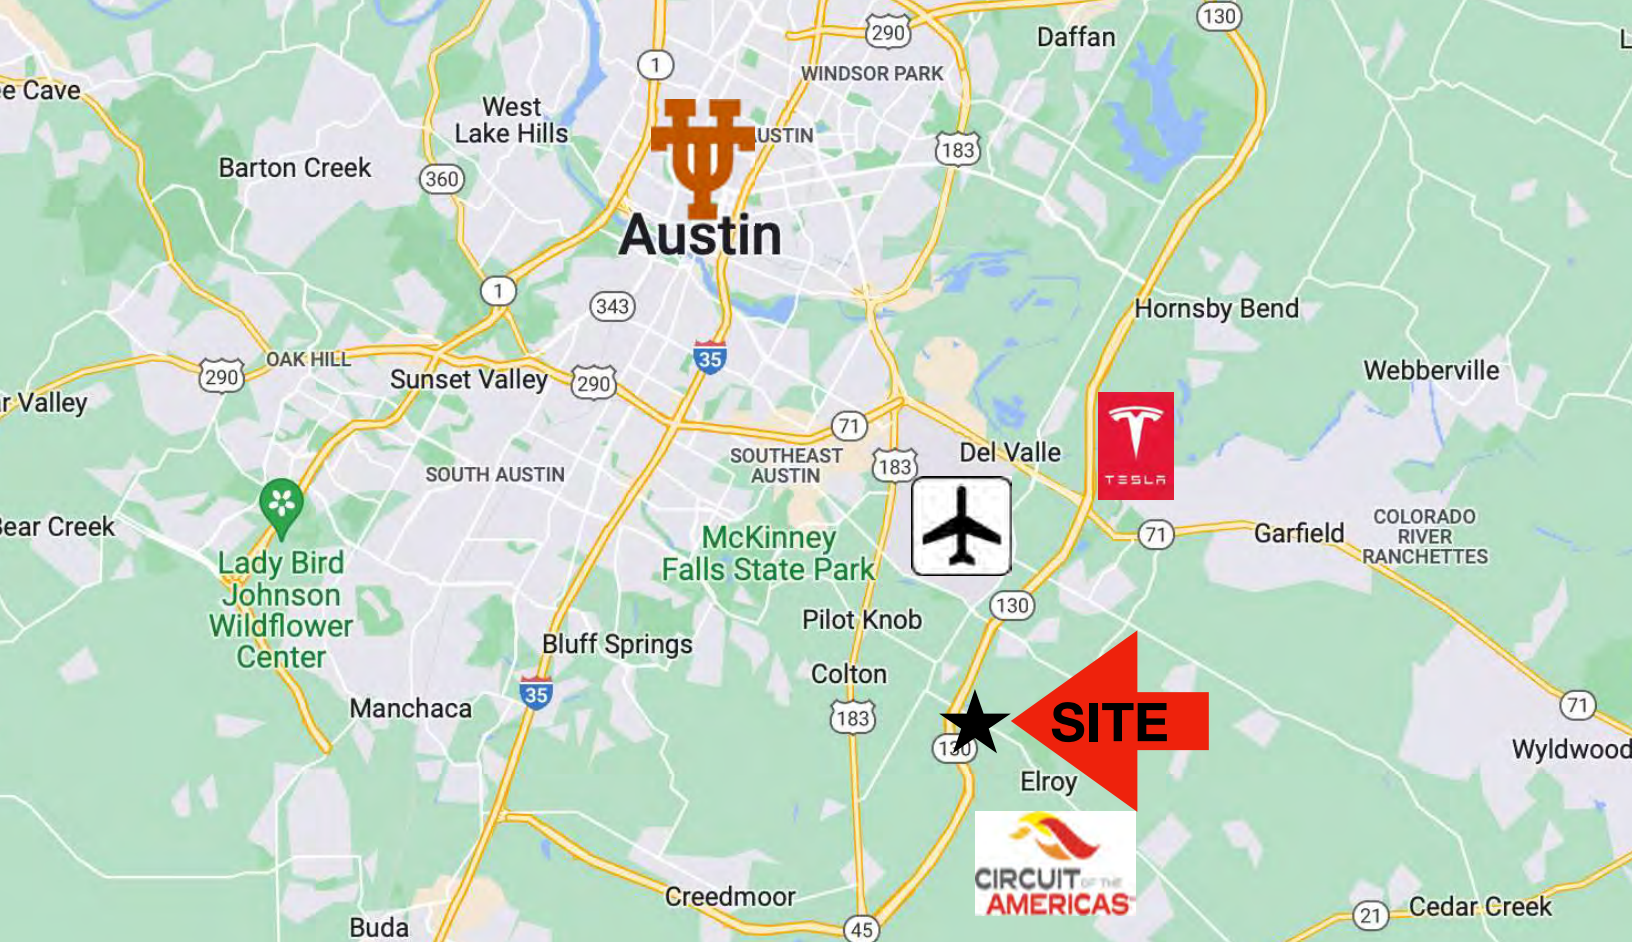 130
290
Daffan
L
1
WINDSOR PARK
ee Cave
West
Lake Hills
USTIN
183
Barton Creek
360
Austin
1
343
Hornsby Bend
35
OAK HILL
290
Sunset Valley
290
Webberville
r Valley
71
TESLA
SOUTHEAST
AUSTIN
183
Del Valle
SOUTH AUSTIN
Bear Creek
McKinney
Falls State Park
71
Garfield
COLORADO
RIVER
RANCHETTES
Lady Bird
Johnson
Wildflower
Center
130
Pilot Knob
Bluff Springs
Colton
35
Manchaca
183
SITE
71
130
Wyldwood
Elroy
CIRCUIT OF THE
AMERICAS
Creedmoor
Buda
45
21
Cedar Creek